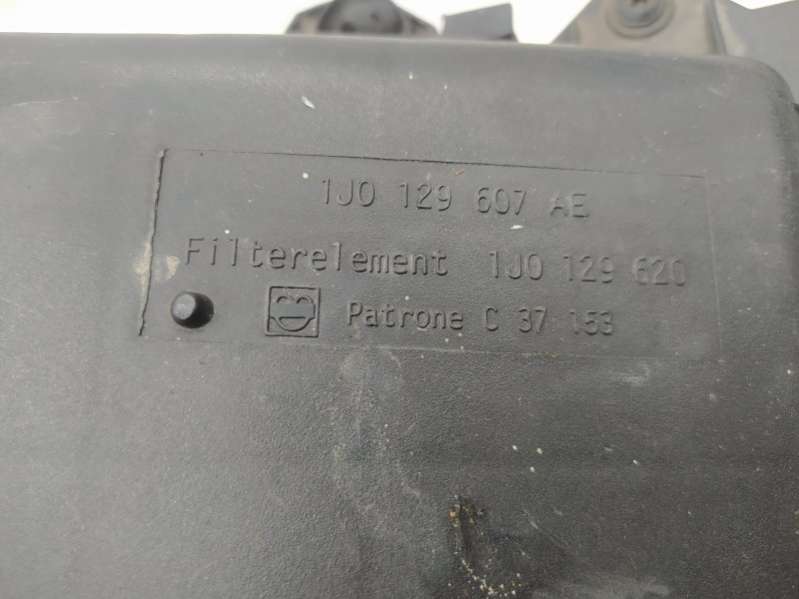 1J0 129 607 AE
Filterelement 1J0 129 620
Patrone C 37 153